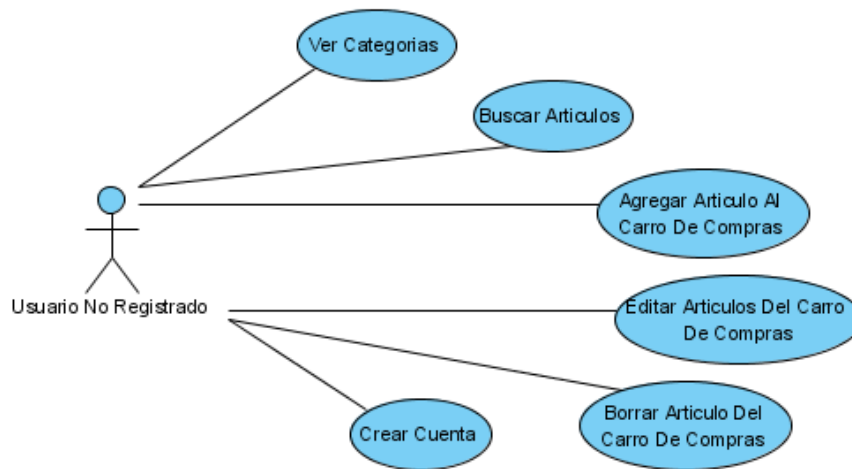 Ver Categorias
Buscar Articulos
Agregar Articulo Al
Carro De Compras
Usuario No Registrado
Editar Articulos Del Carro
De Compras
Borrar Articulo Del
Carro De Compras
Crear Cuenta